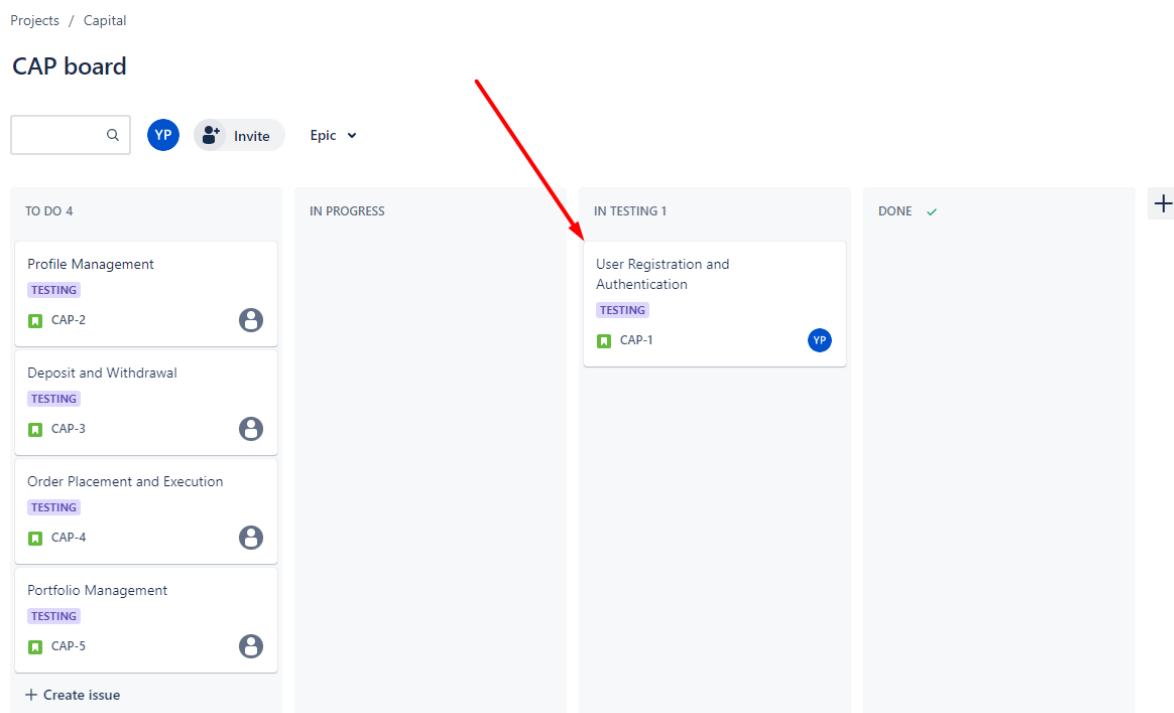 Projects / Capital
CAP board
YP Invite Epic
TO DO 4
Profile Management
TESTING
CAP-2
Deposit and Withdrawal
TESTING
CAP-3
Order Placement and Execution
TESTING
CAP-4
Portfolio Management
TESTING
CAP-5
+ Create issue
IN PROGRESS
IN TESTING 1
User Registration and
Authentication
TESTING
CAP-1 YP
DONE